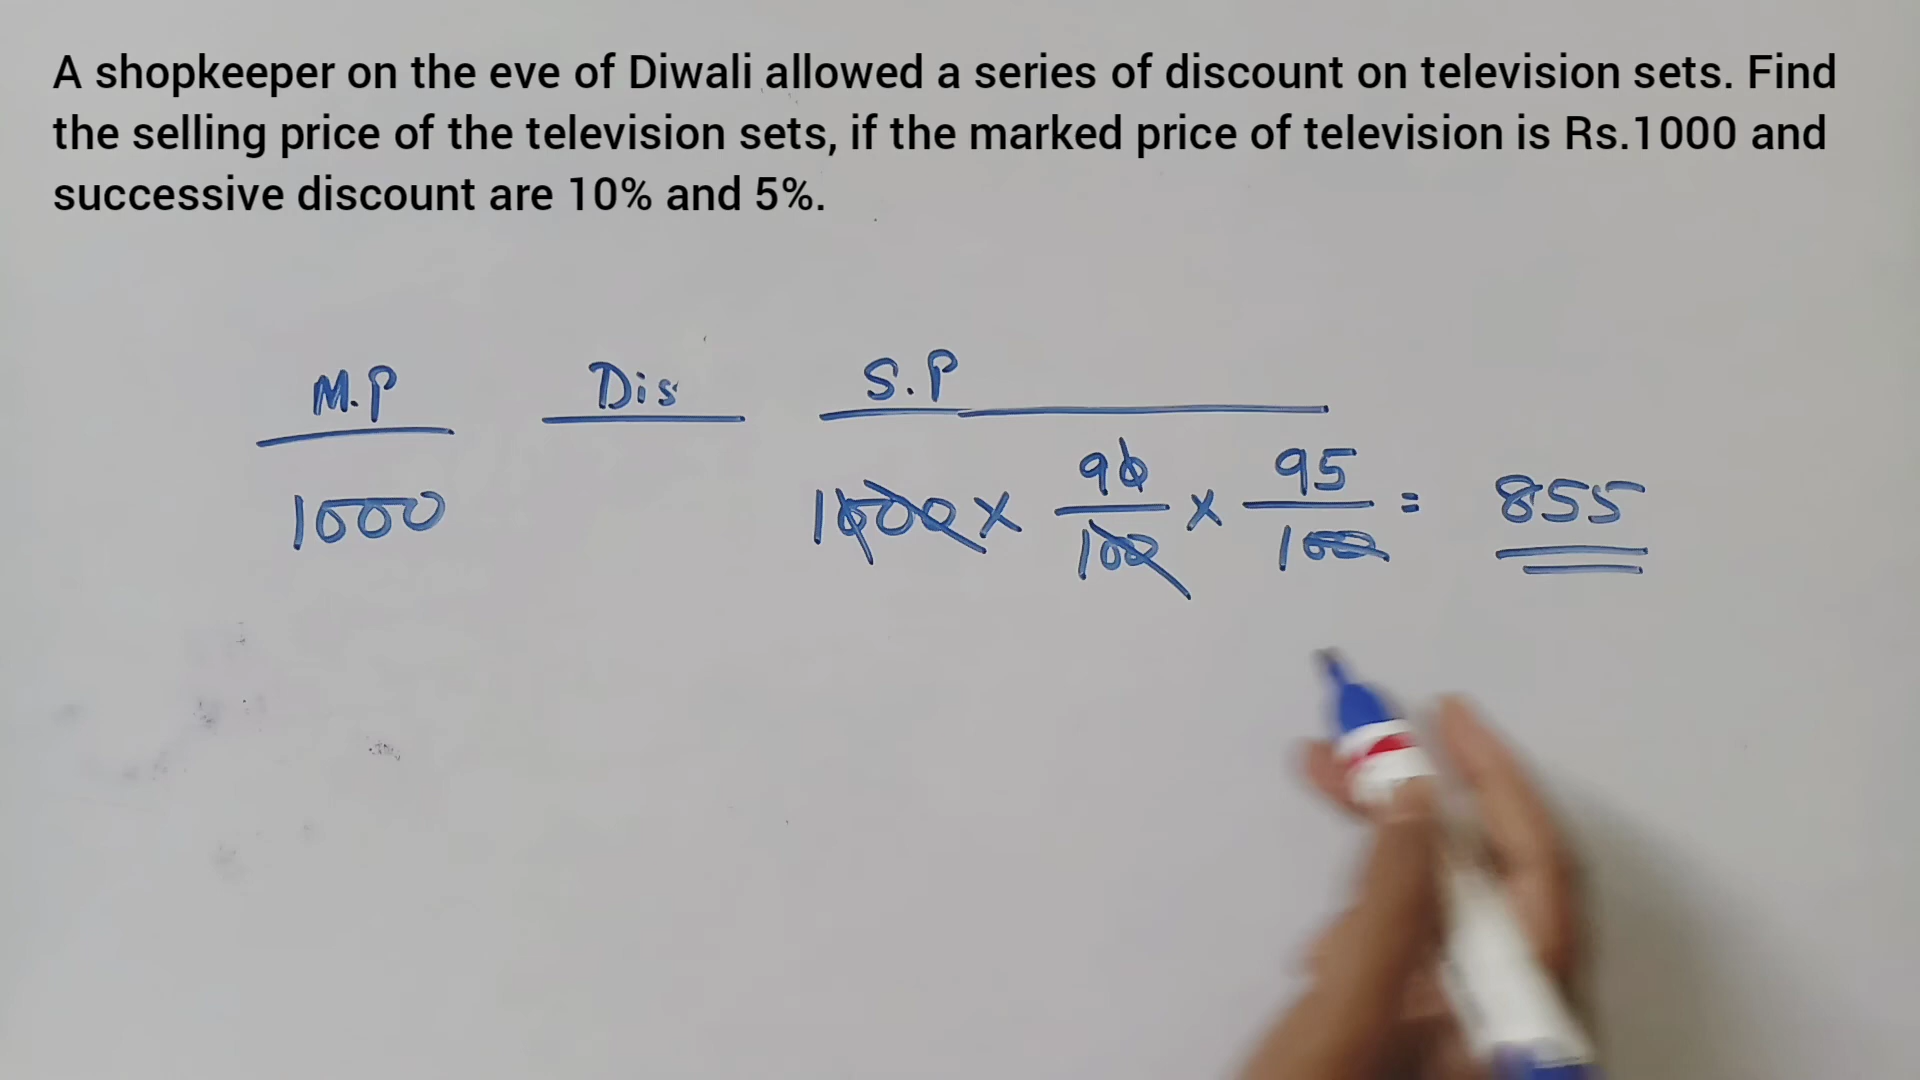 A shopkeeper on the eve of Diwali allowed a series of discount on television sets. Find
the selling price of the television sets, if the marked price of television is Rs.1000 and
successive discount are 10% and 5%.
M.P Dis S.P
1000 1000 × 90/100 × 95/100 = 855